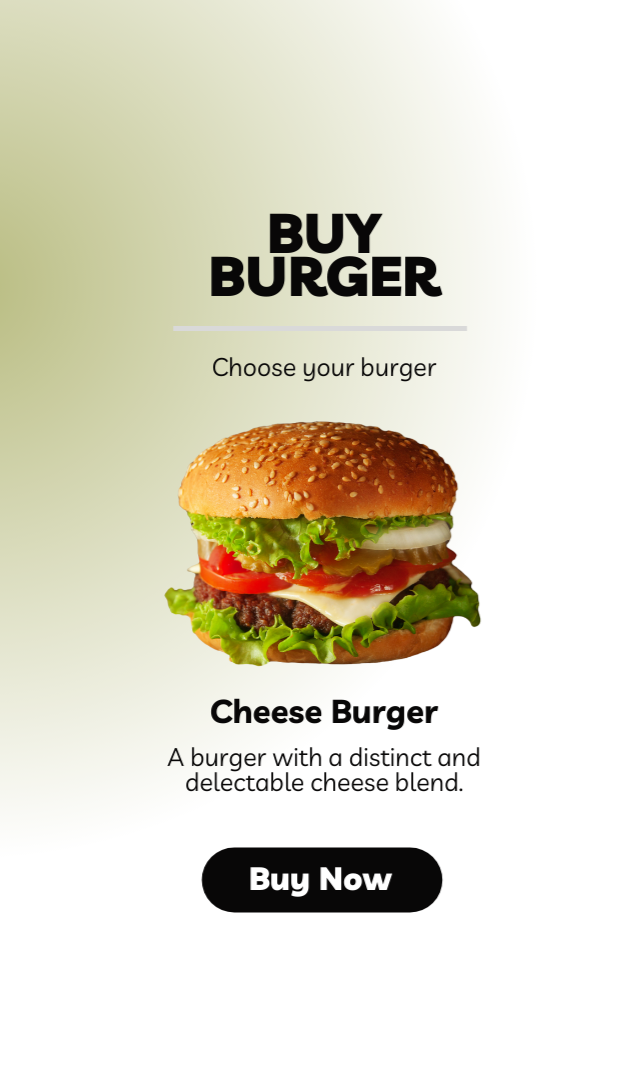 BUY
BURGER
Choose your burger
Cheese Burger
A burger with a distinct and
delectable cheese blend.
Buy Now